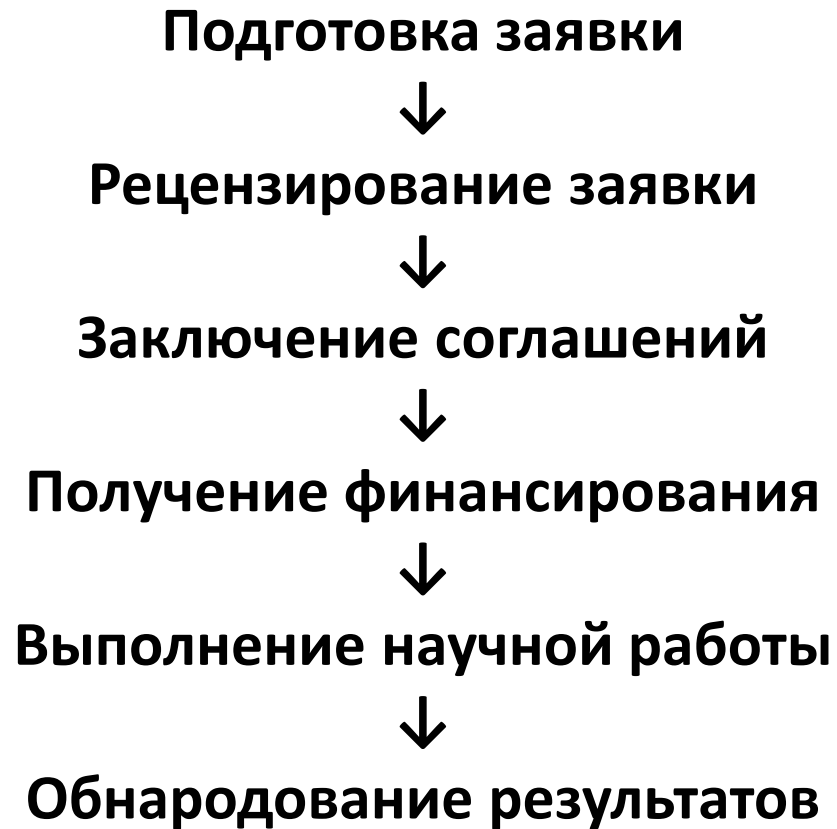 Подготовка заявки
↓
Рецензирование заявки
↓
Заключение соглашений
↓
Получение финансирования
↓
Выполнение научной работы
↓
Обнародование результатов